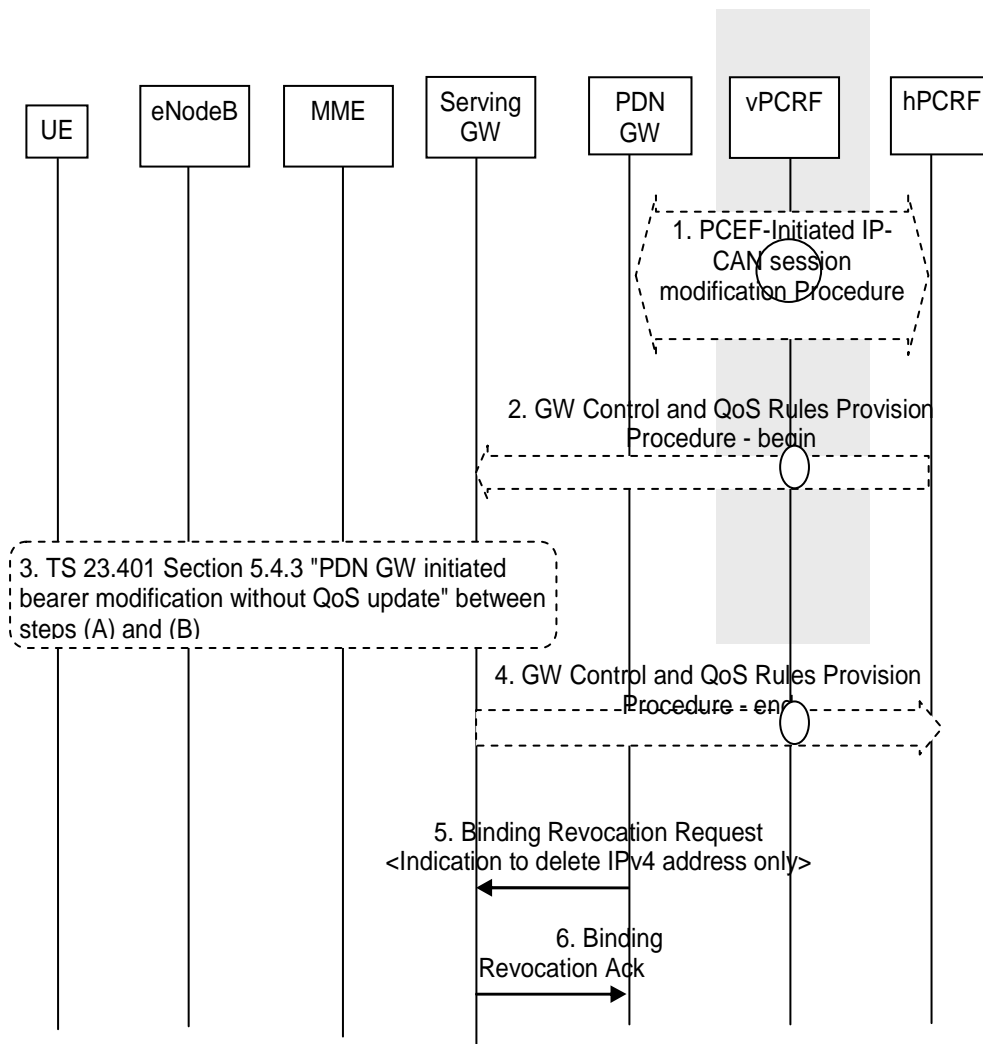 UE
eNodeB
MME
Serving
GW
PDN
GW
vPCRF
hPCRF
1. PCEF-Initiated IP-
CAN session
modification Procedure
2. GW Control and QoS Rules Provision
Procedure - begin
3. TS 23.401 Section 5.4.3 "PDN GW initiated
bearer modification without QoS update" between
steps (A) and (B)
4. GW Control and QoS Rules Provision
Procedure - end
5. Binding Revocation Request
<Indication to delete IPv4 address only>
6. Binding
Revocation Ack